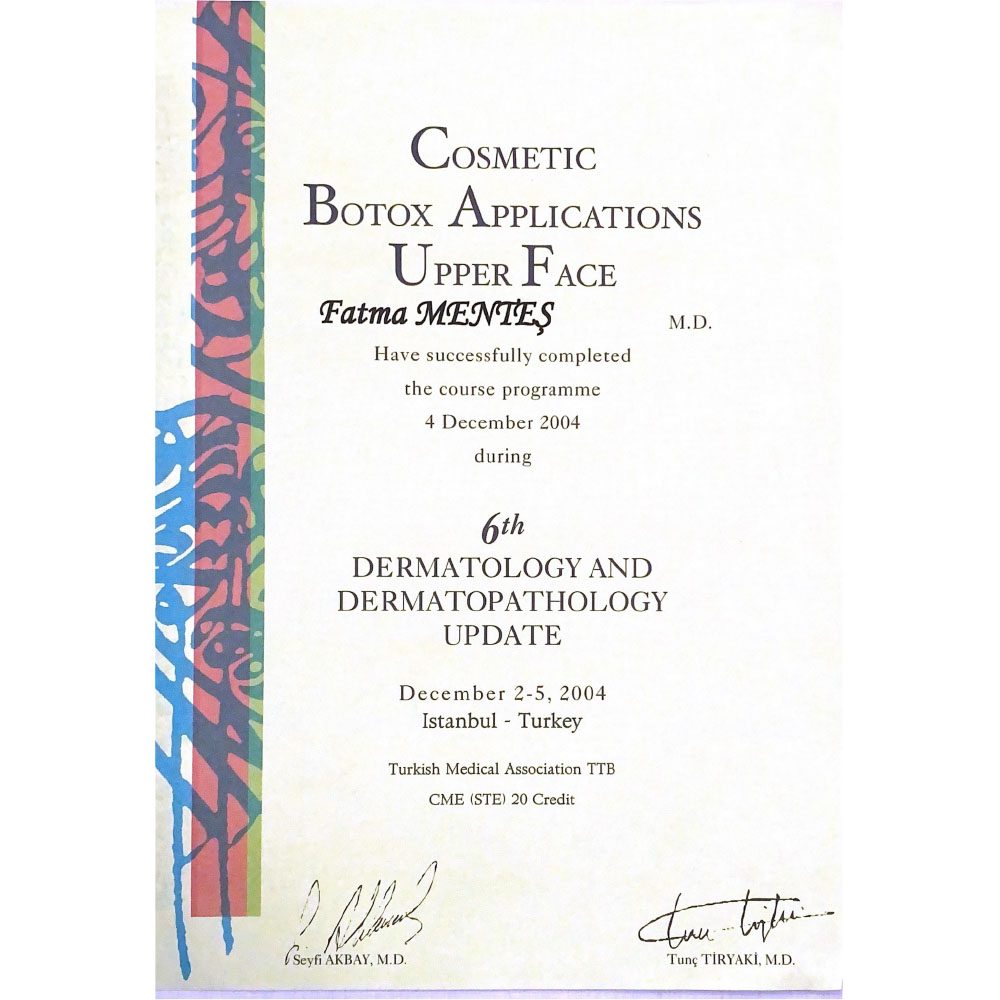 COSMETIC
BOTOX APPLICATIONS
UPPER FACE
Fatma MENTEŞ M.D.
Have successfully completed
the course programme
4 December 2004
during
6th
DERMATOLOGY AND
DERMATOPATHOLOGY
UPDATE
December 2-5, 2004
Istanbul - Turkey
Turkish Medical Association TTB
CME (STE) 20 Credit
Seyfi AKBAY, M.D. Tunç TİRYAKİ, M.D.